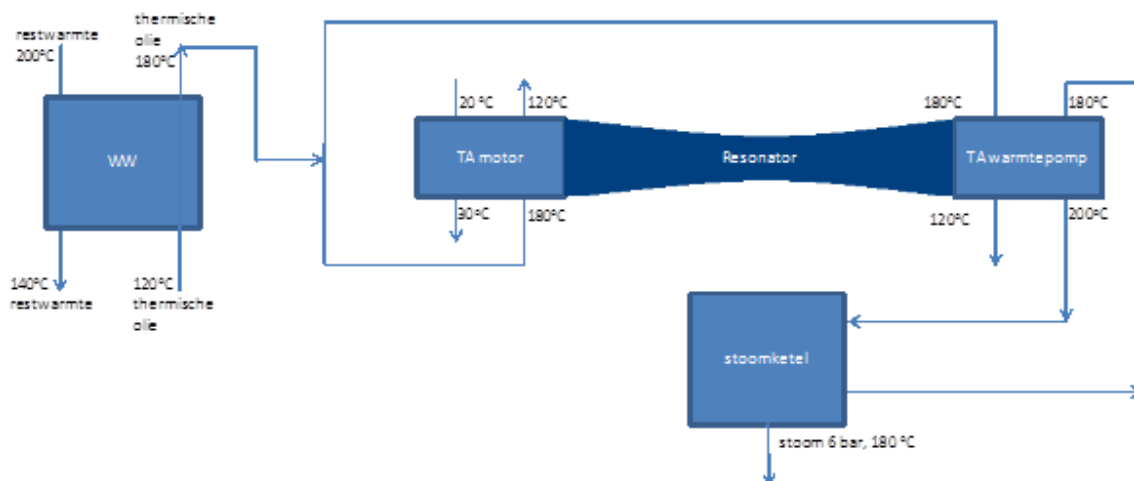 restwarmte
200°C
thermische
olie
180°C
WW
140°C
restwarmte
120°C
thermische
olie
20 °C
120°C
TA motor
30°C
180°C
Resonator
180°C
180°C
TA warmtepomp
120°C
200°C
stoomketel
stoom 6 bar, 180 °C